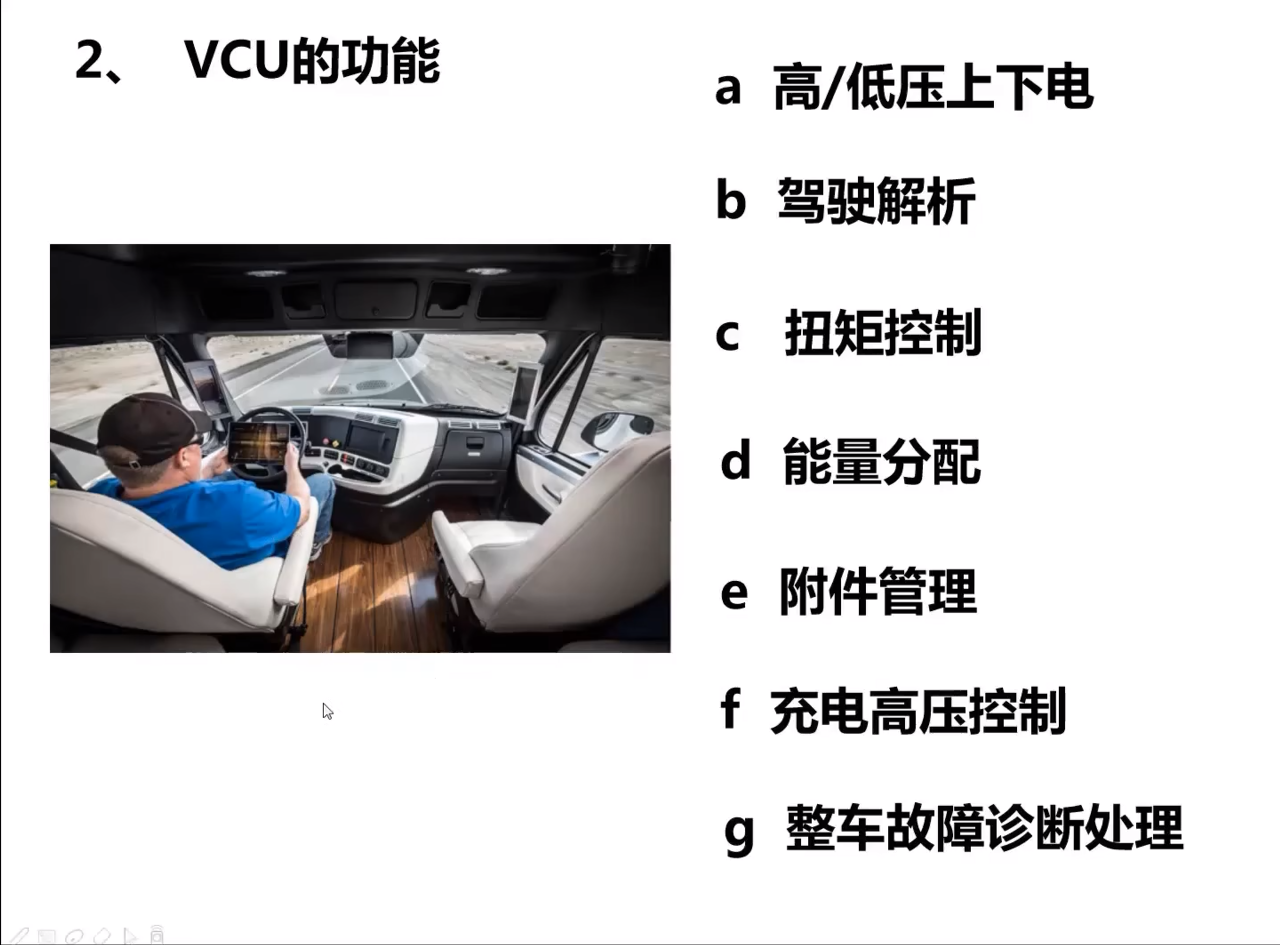 2、 VCU的功能
a 高/低压上下电
b 驾驶解析
c 扭矩控制
d 能量分配
e 附件管理
f 充电高压控制
g 整车故障诊断处理